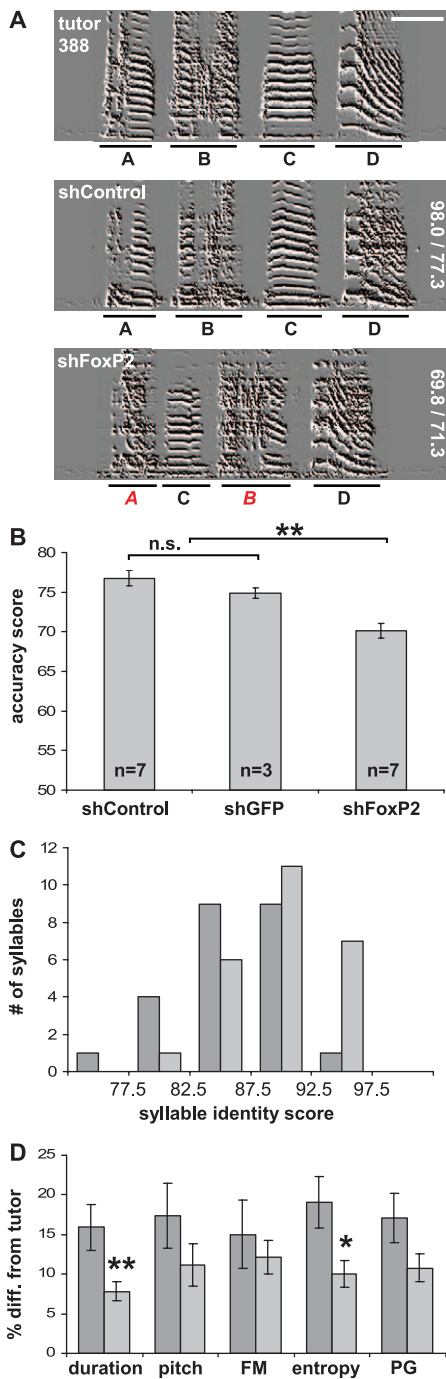 A
tutor
388
A B C D
shControl
98.0 / 77.3
A B C D
shFoxP2
69.8 / 71.3
A C B D
B
n.s.
**
accuracy score
80
75
70
65
60
55
50
n=7 n=3 n=7
shControl shGFP shFoxP2
C
# of syllables
12
10
8
6
4
2
0
77.5 82.5 87.5 92.5 97.5
syllable identity score
D
% diff. from tutor
25
20
15
10
5
0
**
*
duration pitch FM entropy PG